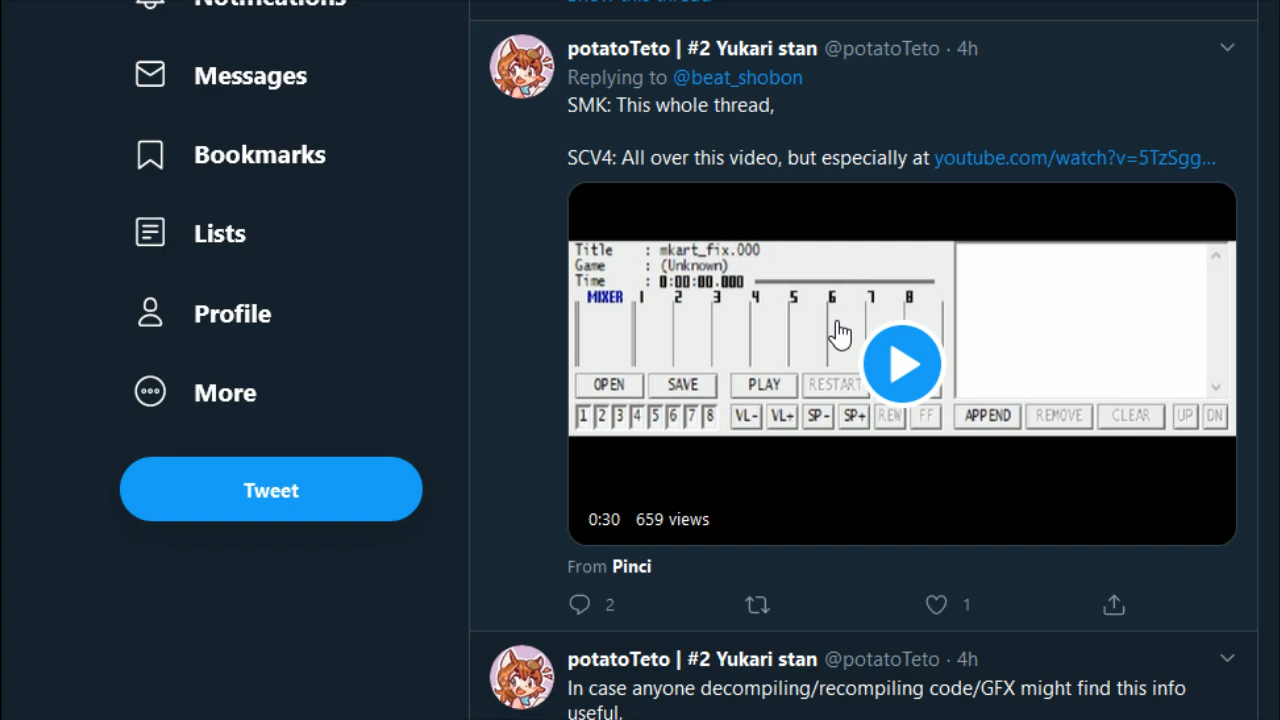 Notifications
Messages
Bookmarks
Lists
Profile
More
Tweet
Show this thread
potatoTeto | #2 Yukari stan @potatoTeto · 4h
Replying to @beat_shobon
SMK: This whole thread,
SCV4: All over this video, but especially at youtube.com/watch?v=5TzSgg...
Title : mkart_fix.000
Game : (Unknown)
Time : 0:00:00.000
MIXER 1 2 3 4 5 6 7 8
OPEN SAVE PLAY RESTART
1 2 3 4 5 6 7 8 VL- VL+ SP- SP+ REW FF APPEND REMOVE CLEAR UP DN
0:30 659 views
From Pinci
2 1
potatoTeto | #2 Yukari stan @potatoTeto · 4h
In case anyone decompiling/recompiling code/GFX might find this info
useful,